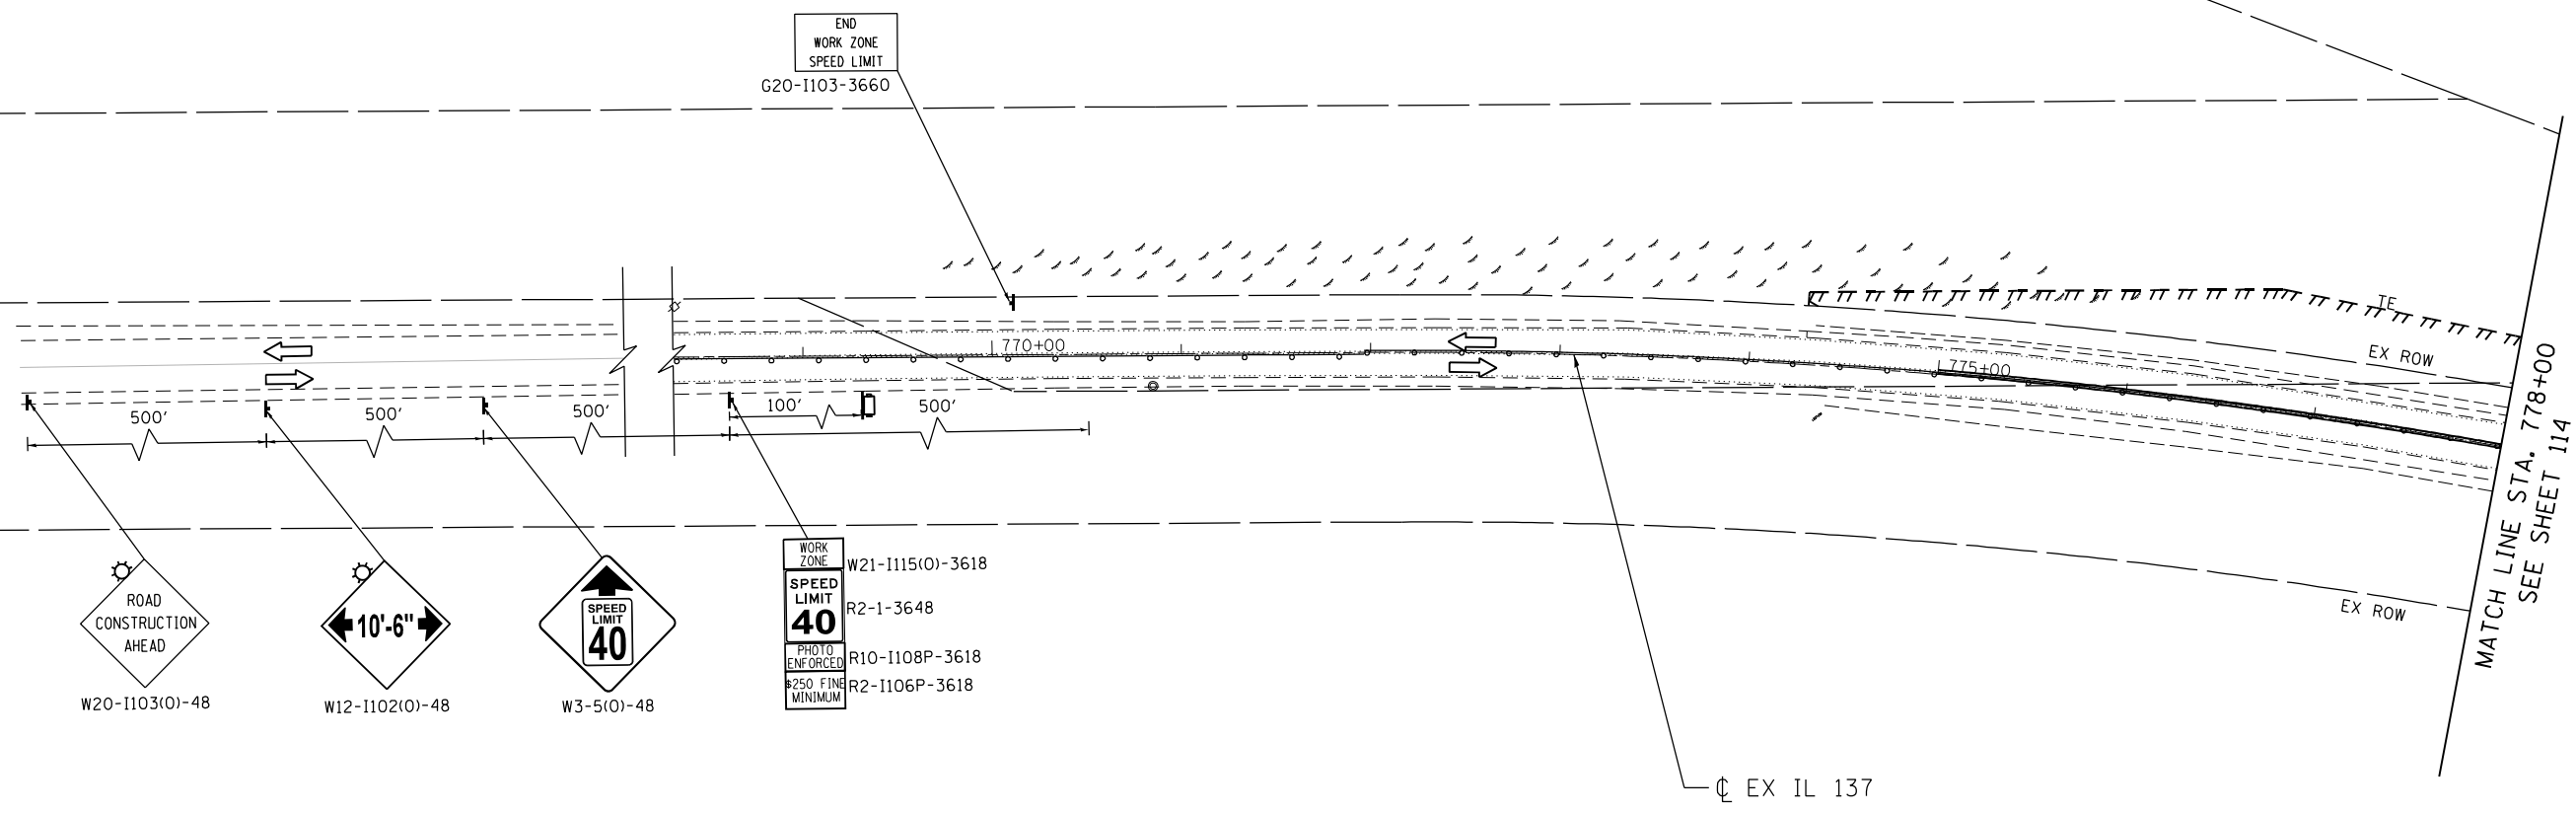 END
WORK ZONE
SPEED LIMIT
G20-I103-3660
770+00
775+00
TE
EX ROW
500'
500'
500'
100'
500'
MATCH LINE STA. 778+00
SEE SHEET 114
EX ROW
ROAD
CONSTRUCTION
AHEAD
W20-I103(O)-48
10'-6"
W12-I102(O)-48
SPEED
LIMIT
40
W3-5(O)-48
WORK
ZONE
W21-I115(O)-3618
SPEED
LIMIT
40
R2-1-3648
PHOTO
ENFORCED
R10-I108P-3618
$250 FINE
MINIMUM
R2-I106P-3618
℄ EX IL 137